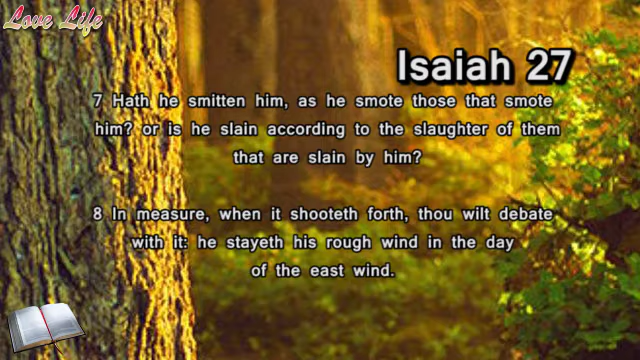 Love Life
Isaiah 27
7 Hath he smitten him, as he smote those that smote
him? or is he slain according to the slaughter of them
that are slain by him?
8 In measure, when it shooteth forth, thou wilt debate
with it: he stayeth his rough wind in the day
of the east wind.